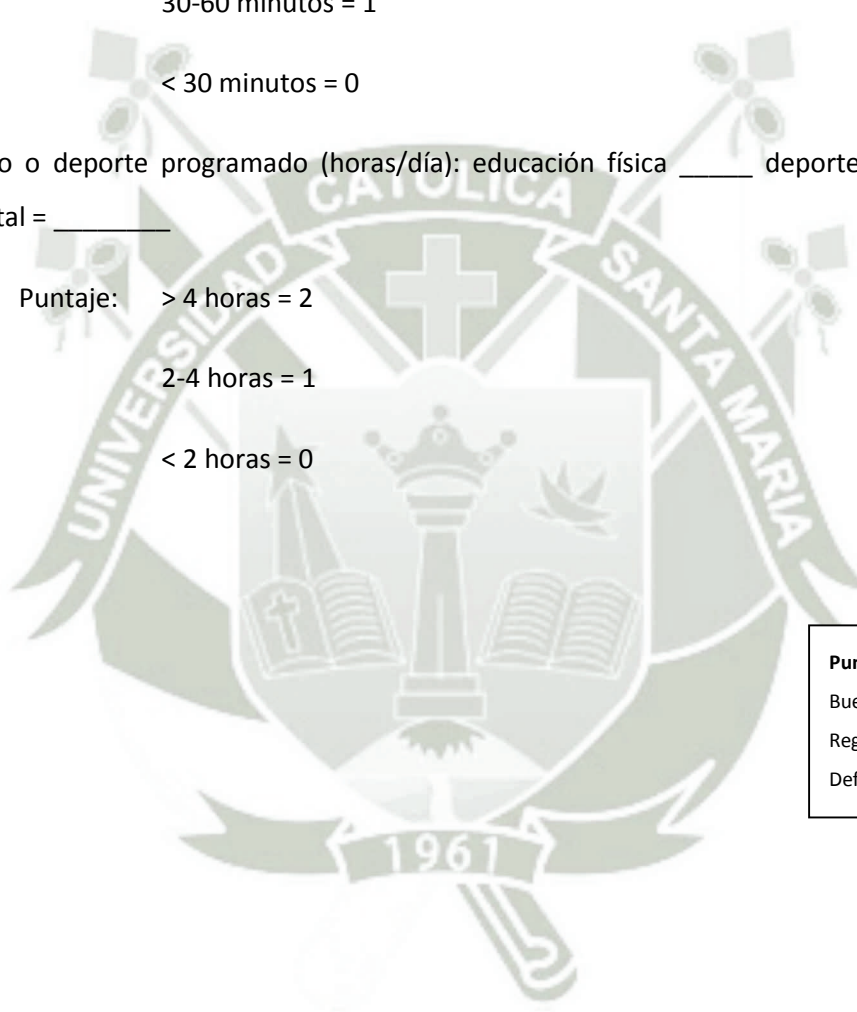 30-60 minutos = 1
< 30 minutos = 0
o o deporte programado (horas/día): educación física _____ deporte
tal = ________
Puntaje: > 4 horas = 2
2-4 horas = 1
< 2 horas = 0
UNIVERSIDAD CATOLICA SANTA MARIA
1961